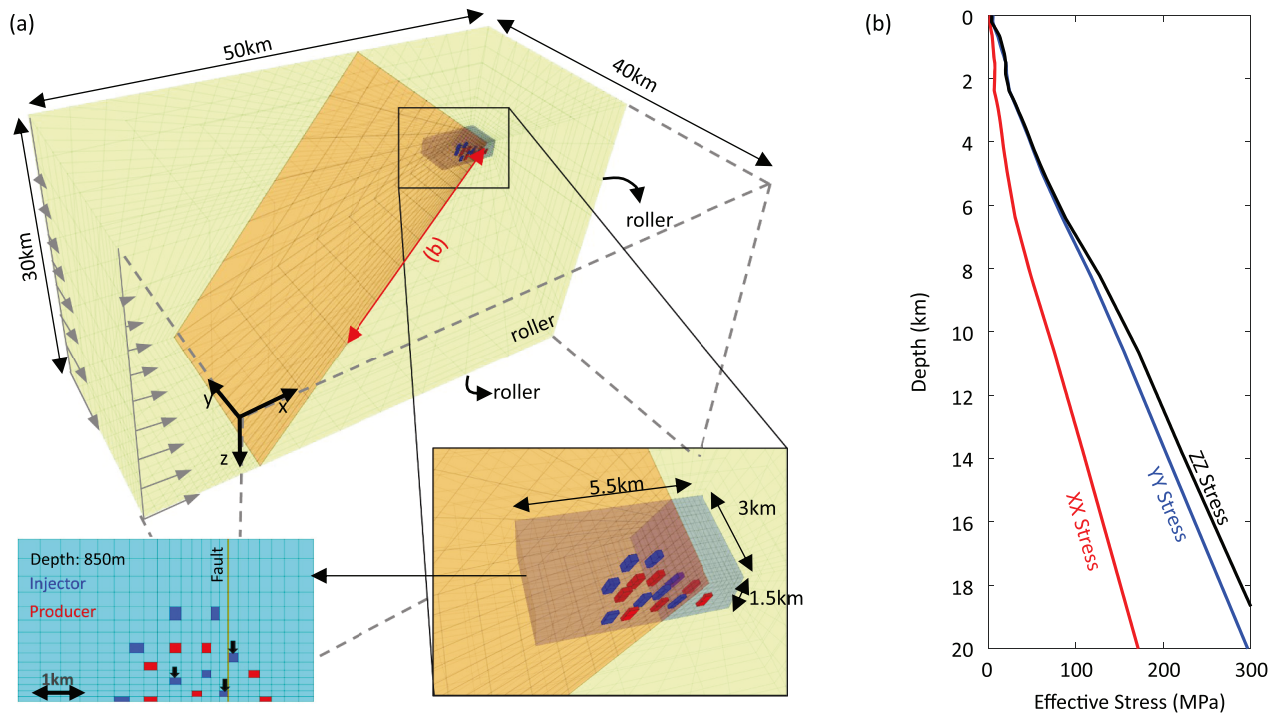 (a)
50km
40km
30km
roller
(b)
roller
roller
y
x
z
5.5km
3km
1.5km
Depth: 850m
Injector
Producer
Fault
1km
(b)
0
2
4
6
8
10
12
14
16
18
20
Depth (km)
XX Stress
YY Stress
ZZ Stress
0
100
200
300
Effective Stress (MPa)